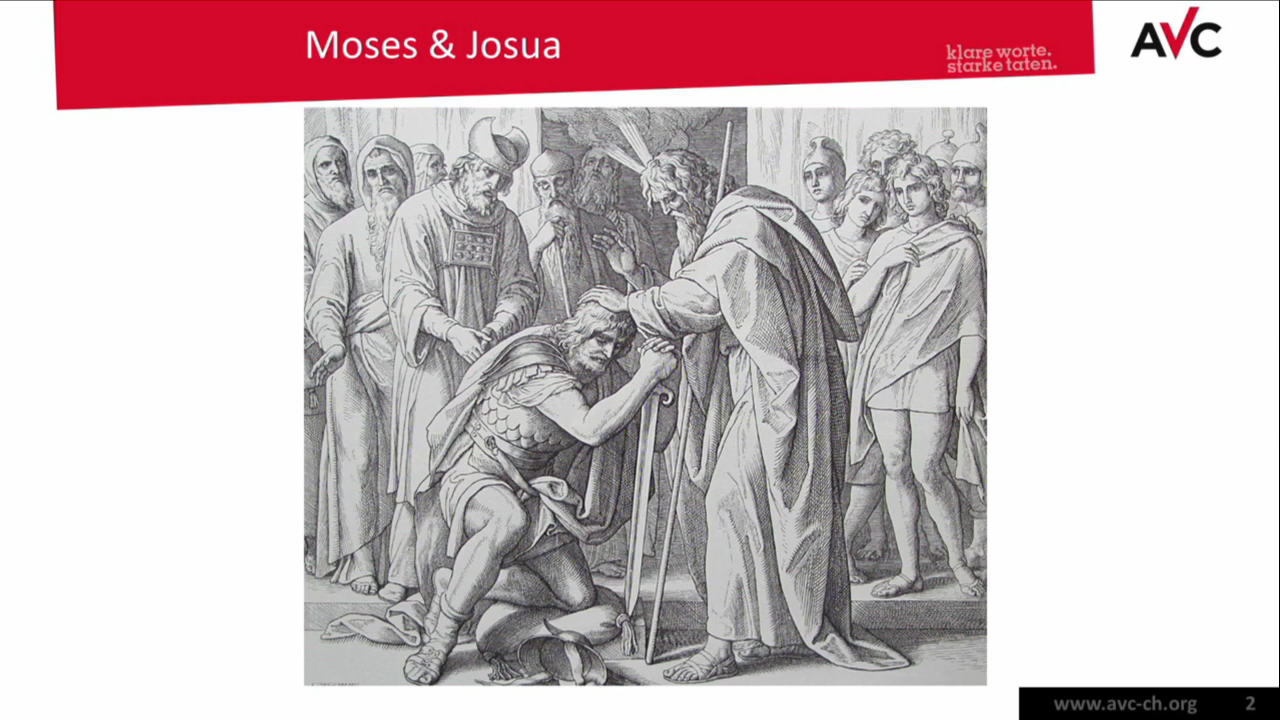 Moses & Josua
klare worte.
starke taten.
AVC
www.avc-ch.org
2